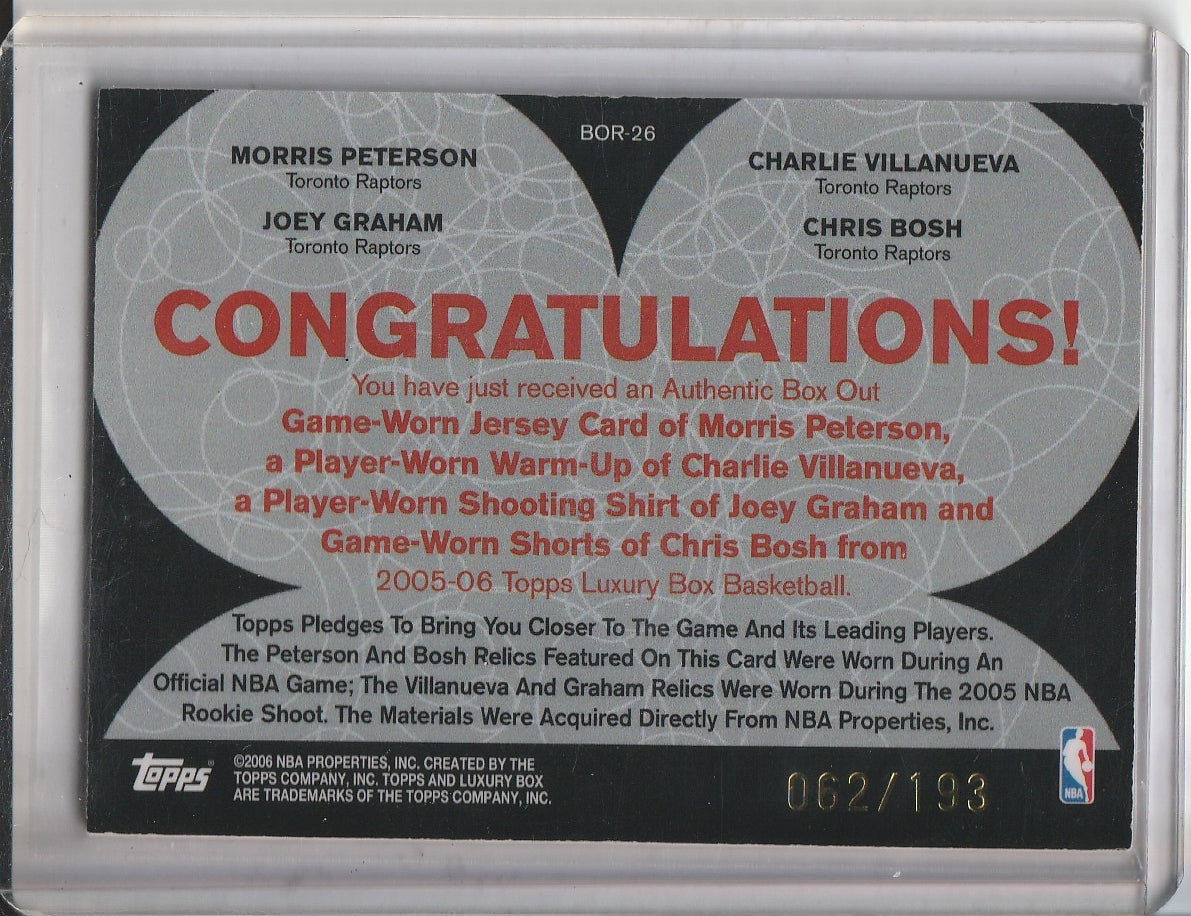 BOR-26
MORRIS PETERSON
Toronto Raptors
JOEY GRAHAM
Toronto Raptors
CHARLIE VILLANUEVA
Toronto Raptors
CHRIS BOSH
Toronto Raptors
CONGRATULATIONS!
You have just received an Authentic Box Out
Game-Worn Jersey Card of Morris Peterson,
a Player-Worn Warm-Up of Charlie Villanueva,
a Player-Worn Shooting Shirt of Joey Graham and
Game-Worn Shorts of Chris Bosh from
2005-06 Topps Luxury Box Basketball.
Topps Pledges To Bring You Closer To The Game And Its Leading Players.
The Peterson And Bosh Relics Featured On This Card Were Worn During An
Official NBA Game; The Villanueva And Graham Relics Were Worn During The 2005 NBA
Rookie Shoot. The Materials Were Acquired Directly From NBA Properties, Inc.
Topps®
©2006 NBA PROPERTIES, INC. CREATED BY THE
TOPPS COMPANY, INC. TOPPS AND LUXURY BOX
ARE TRADEMARKS OF THE TOPPS COMPANY, INC.
062/193
NBA